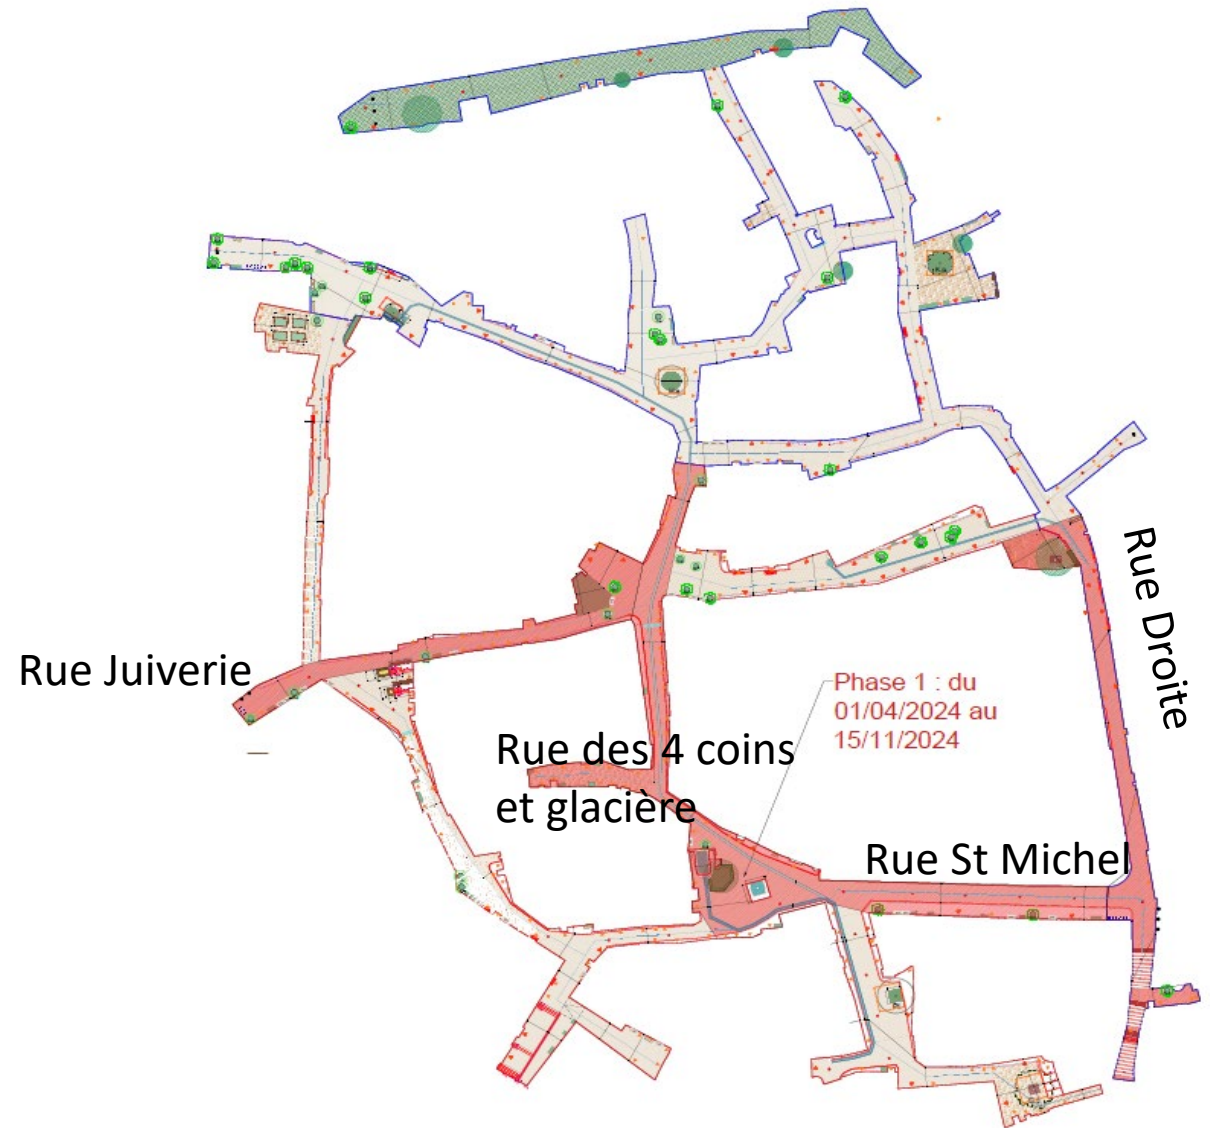 Rue Droite
Rue Juiverie
Phase 1 : du
01/04/2024 au
15/11/2024
Rue des 4 coins
et glacière
Rue St Michel